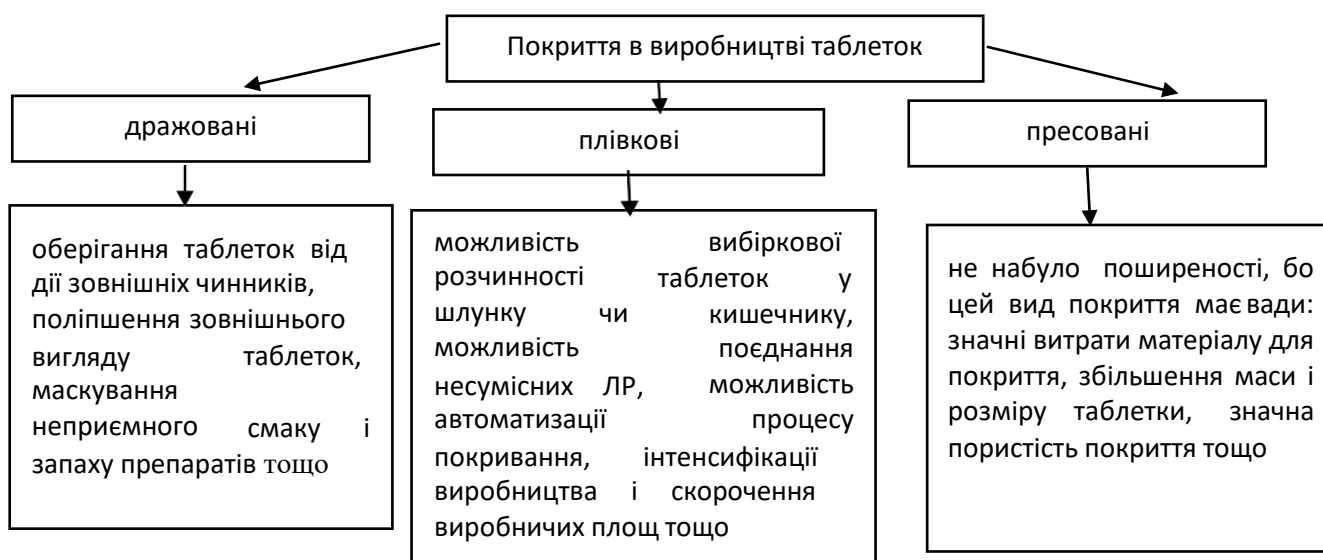 Покриття в виробництві таблеток
дражовані
плівкові
пресовані
оберігання таблеток від
дії зовнішніх чинників,
поліпшення зовнішнього
вигляду таблеток,
маскування
неприємного смаку і
запаху препаратів тощо
можливість вибіркової
розчинності таблеток у
шлунку чи кишечнику,
можливість поєднання
несумісних ЛР, можливість
автоматизації процесу
покривання, інтенсифікації
виробництва і скорочення
виробничих площ тощо
не набуло поширеності, бо
цей вид покриття має вади:
значні витрати матеріалу для
покриття, збільшення маси і
розміру таблетки, значна
пористість покриття тощо